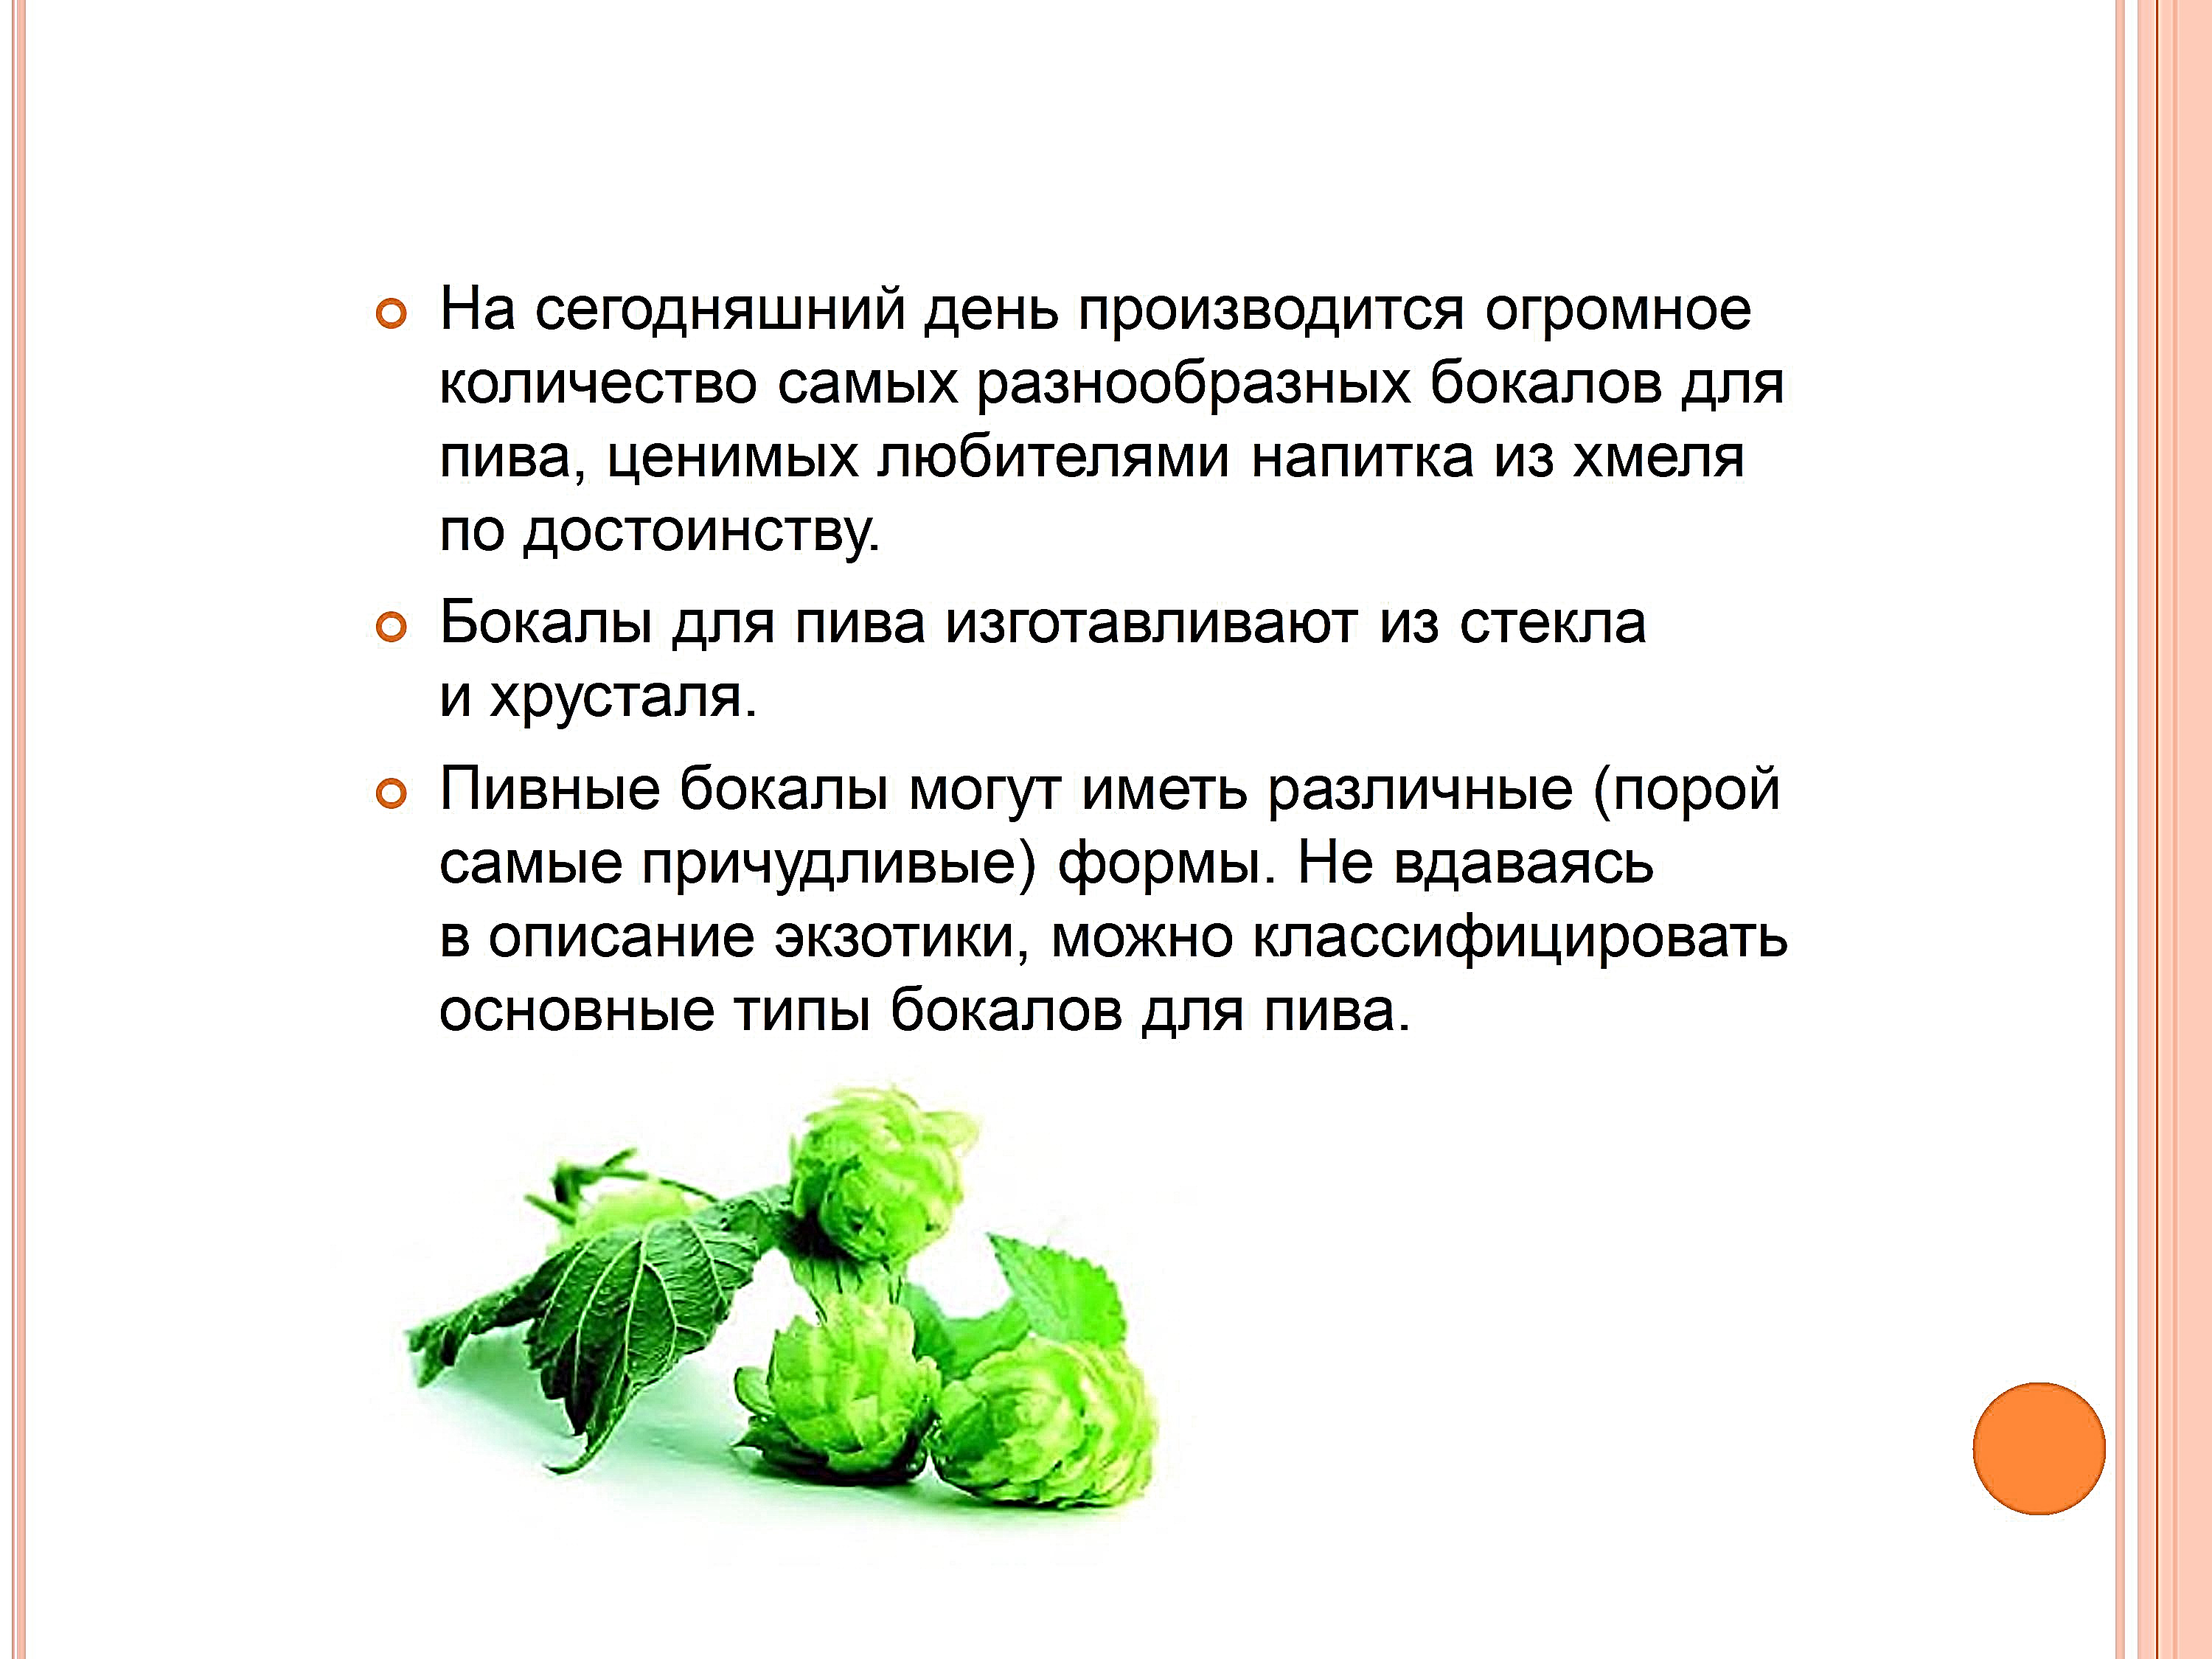 На сегодняшний день производится огромное
количество самых разнообразных бокалов для
пива, ценимых любителями напитка из хмеля
по достоинству.
Бокалы для пива изготавливают из стекла
и хрусталя.
Пивные бокалы могут иметь различные (порой
самые причудливые) формы. Не вдаваясь
в описание экзотики, можно классифицировать
основные типы бокалов для пива.